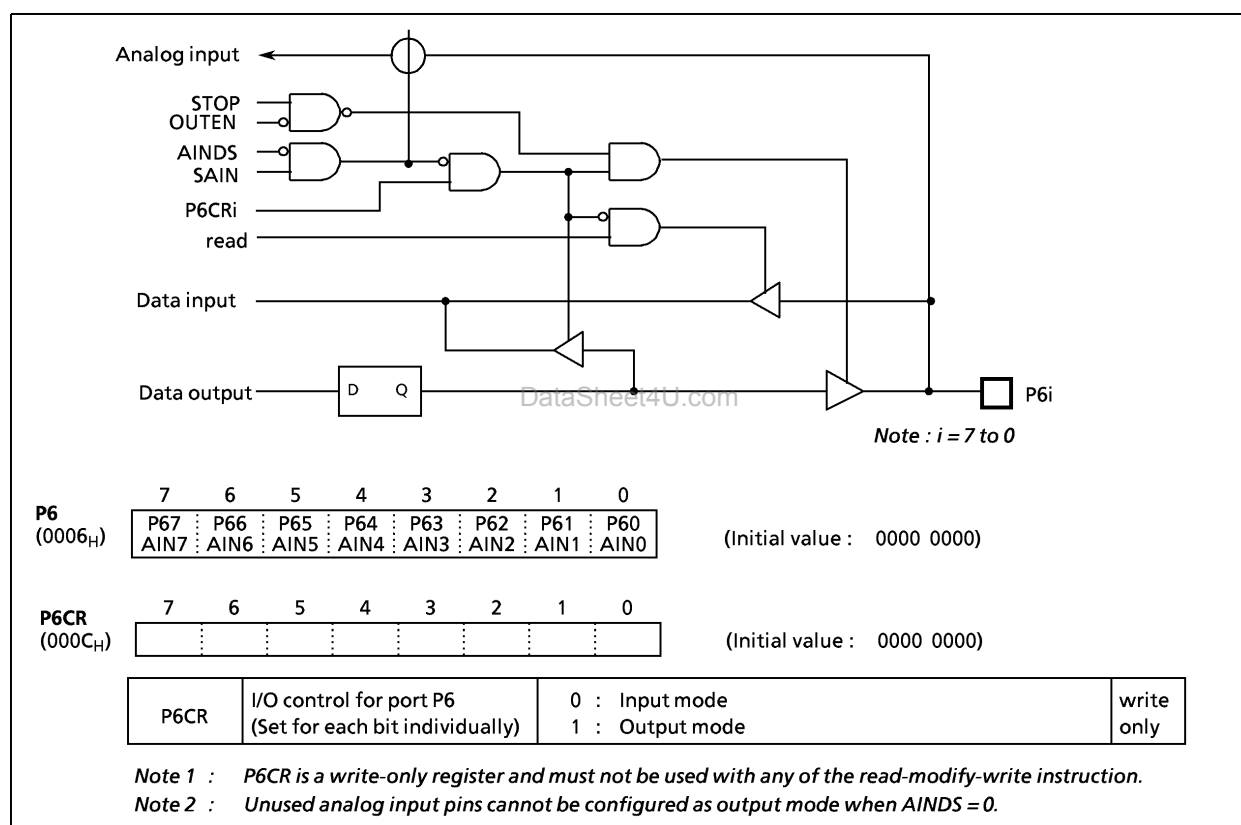 Analog input
STOP
OUTEN
AINDS
SAIN
P6CRi
read
Data input
Data output
D Q
DataSheet4U.com
P6i
Note : i = 7 to 0
7 6 5 4 3 2 1 0
P6
(0006H)
P67 P66 P65 P64 P63 P62 P61 P60
AIN7 AIN6 AIN5 AIN4 AIN3 AIN2 AIN1 AIN0
(Initial value : 0000 0000)
7 6 5 4 3 2 1 0
P6CR
(000CH)
(Initial value : 0000 0000)
P6CR
I/O control for port P6
(Set for each bit individually)
0 : Input mode
1 : Output mode
write
only
Note 1 : P6CR is a write-only register and must not be used with any of the read-modify-write instruction.
Note 2 : Unused analog input pins cannot be configured as output mode when AINDS = 0.